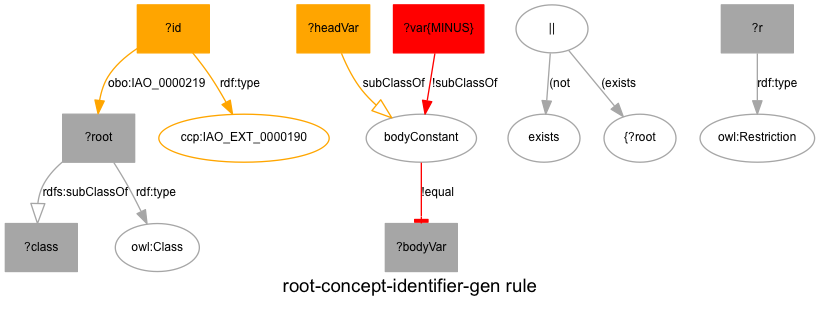 ?id
?headVar
?var{MINUS}
||
?r
obo:IAO_0000219
rdf:type
subClassOf
!subClassOf
(not
(exists
rdf:type
?root
ccp:IAO_EXT_0000190
bodyConstant
exists
{?root
owl:Restriction
rdfs:subClassOf
rdf:type
!equal
?class
owl:Class
?bodyVar
root-concept-identifier-gen rule